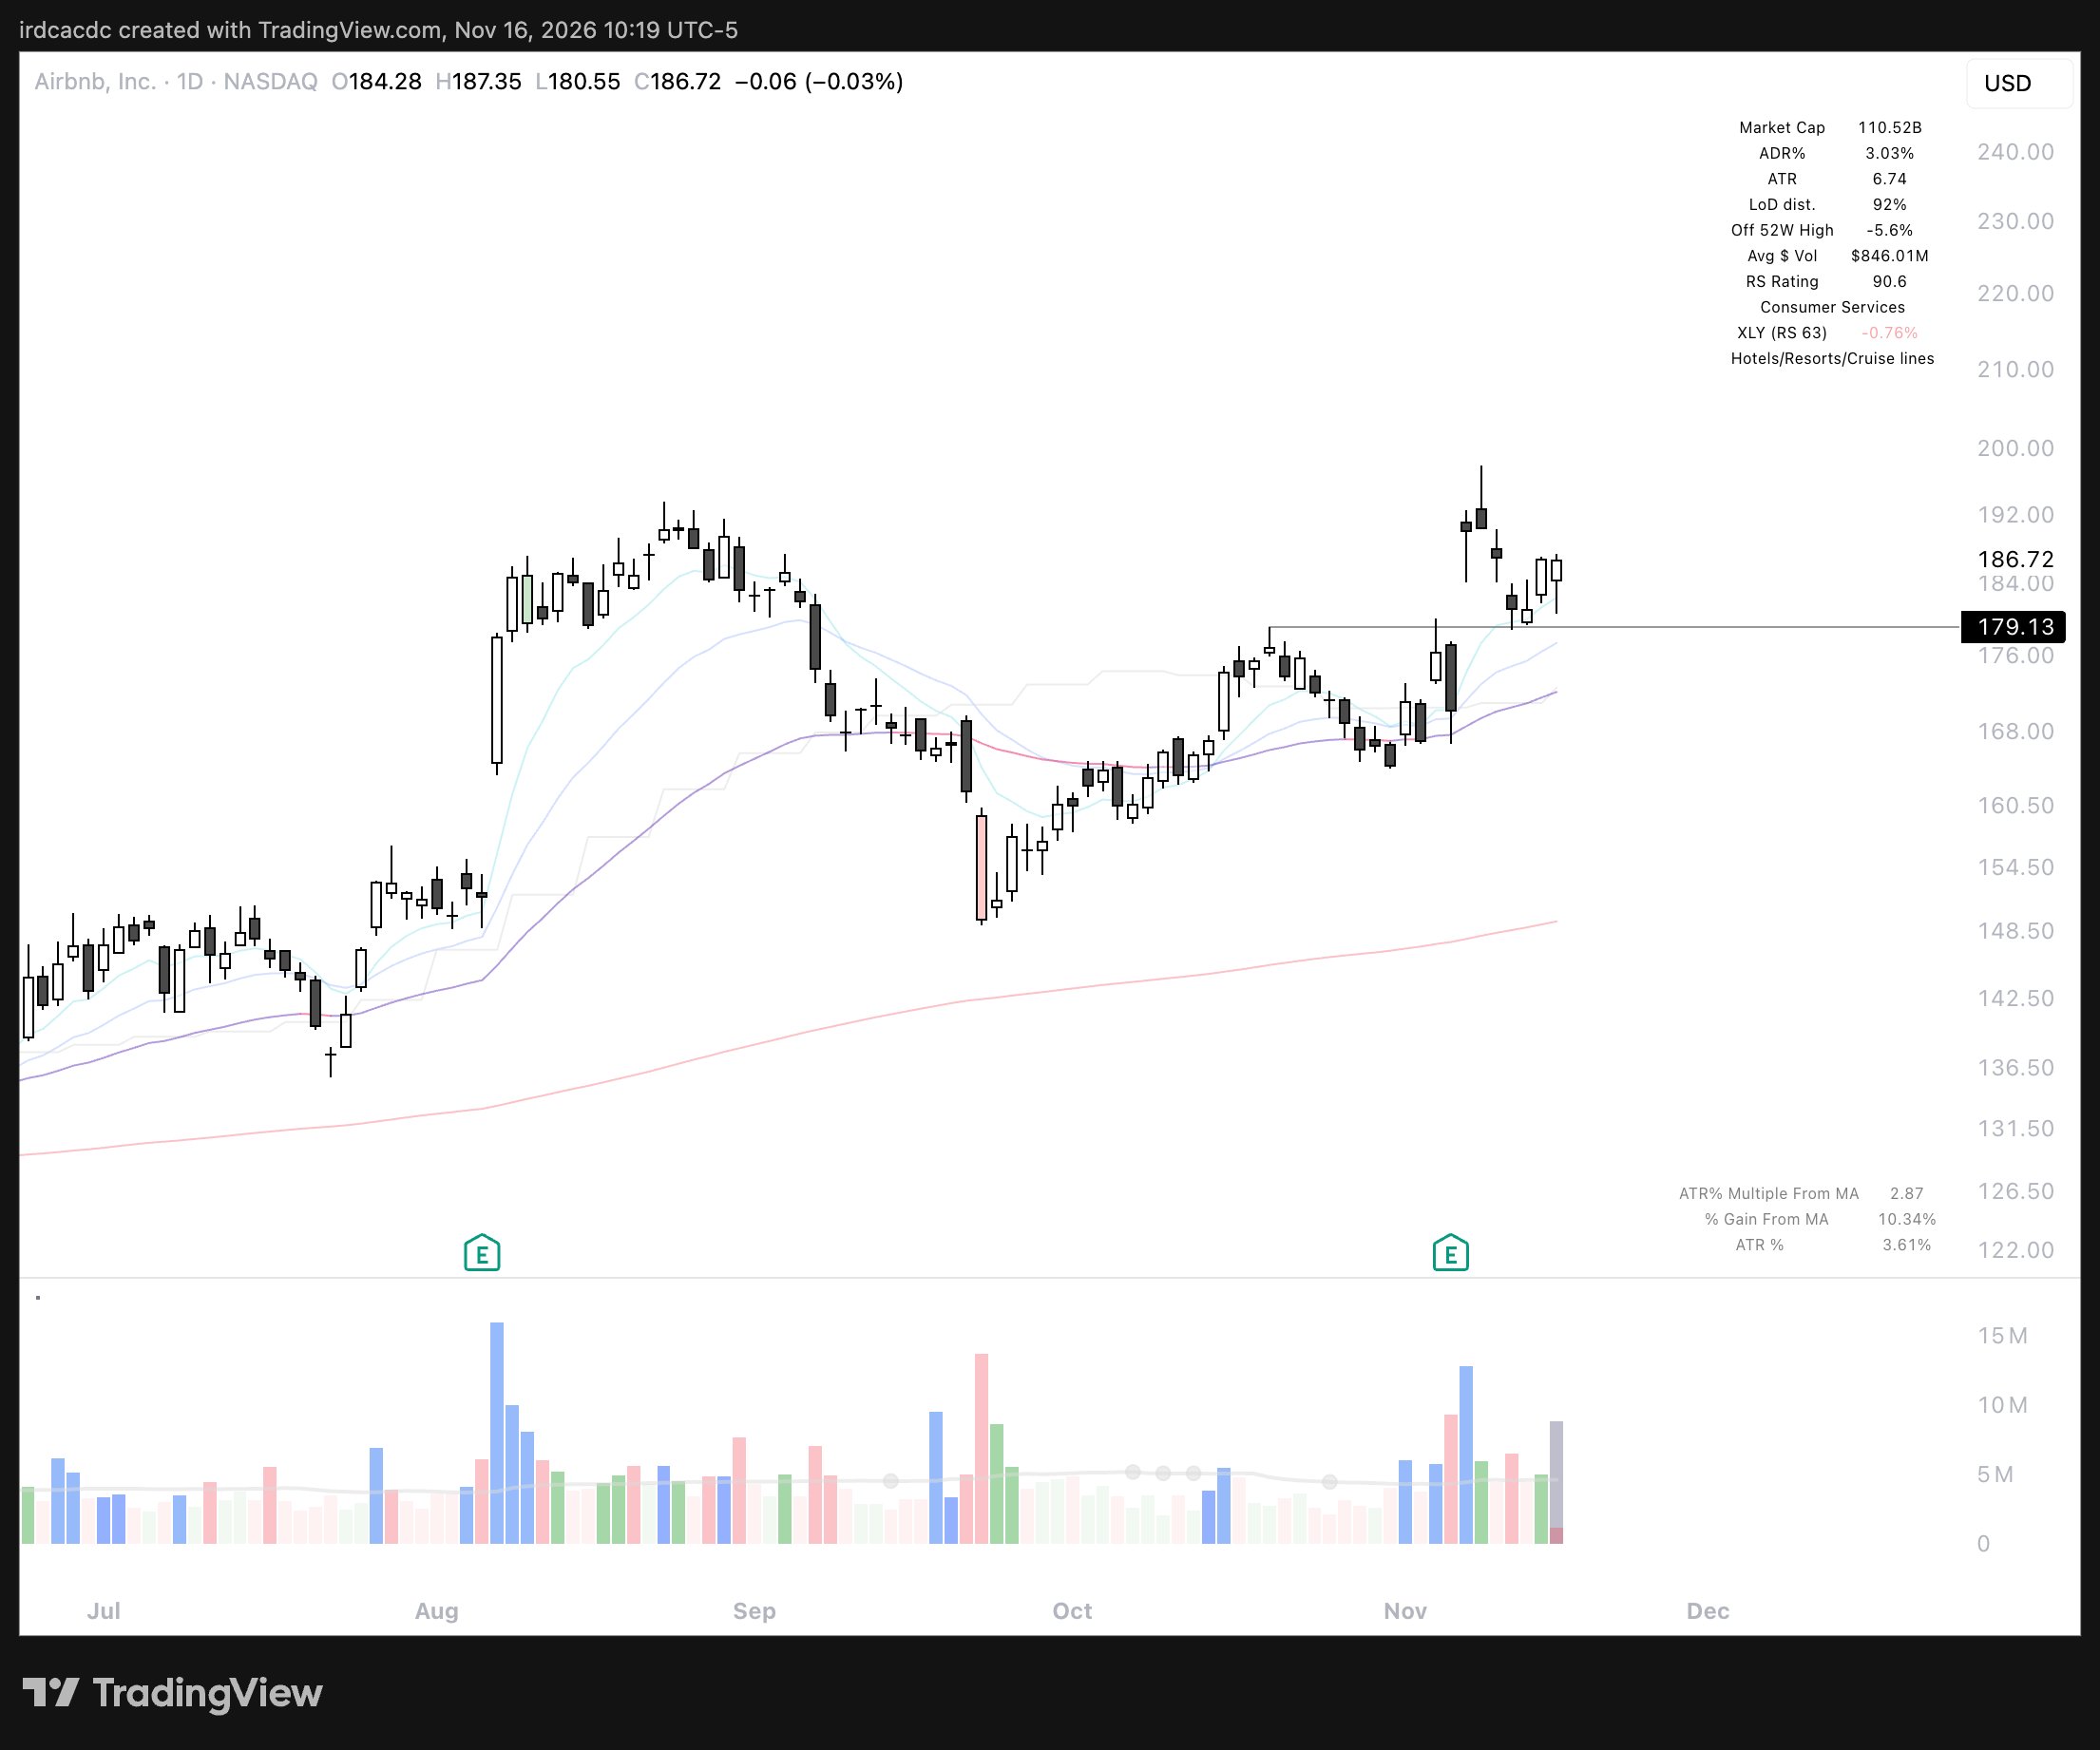 irdcacdc created with TradingView.com, Nov 16, 2026 10:19 UTC-5
Airbnb, Inc. · 1D · NASDAQ O184.28 H187.35 L180.55 C186.72 −0.06 (−0.03%)
USD
Market Cap 110.52B
ADR% 3.03%
ATR 6.74
LoD dist. 92%
Off 52W High -5.6%
Avg $ Vol $846.01M
RS Rating 90.6
Consumer Services
XLY (RS 63) -0.76%
Hotels/Resorts/Cruise lines
240.00
230.00
220.00
210.00
200.00
192.00
186.72
184.00
179.13
176.00
168.00
160.50
154.50
148.50
142.50
136.50
131.50
126.50
122.00
ATR% Multiple From MA 2.87
% Gain From MA 10.34%
ATR % 3.61%
E E
15 M
10 M
5 M
0
Jul Aug Sep Oct Nov Dec
TradingView